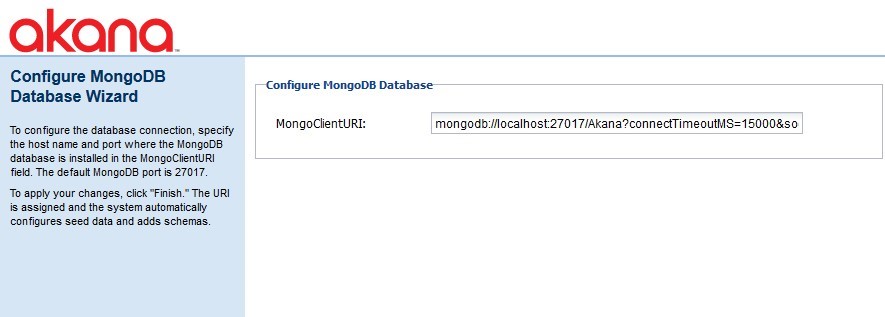 akana
Configure MongoDB
Database Wizard
To configure the database connection, specify
the host name and port where the MongoDB
database is installed in the MongoClientURI
field. The default MongoDB port is 27017.
To apply your changes, click "Finish." The URI
is assigned and the system automatically
configures seed data and adds schemas.
Configure MongoDB Database
MongoClientURI: mongodb://localhost:27017/Akana?connectTimeoutMS=15000&so